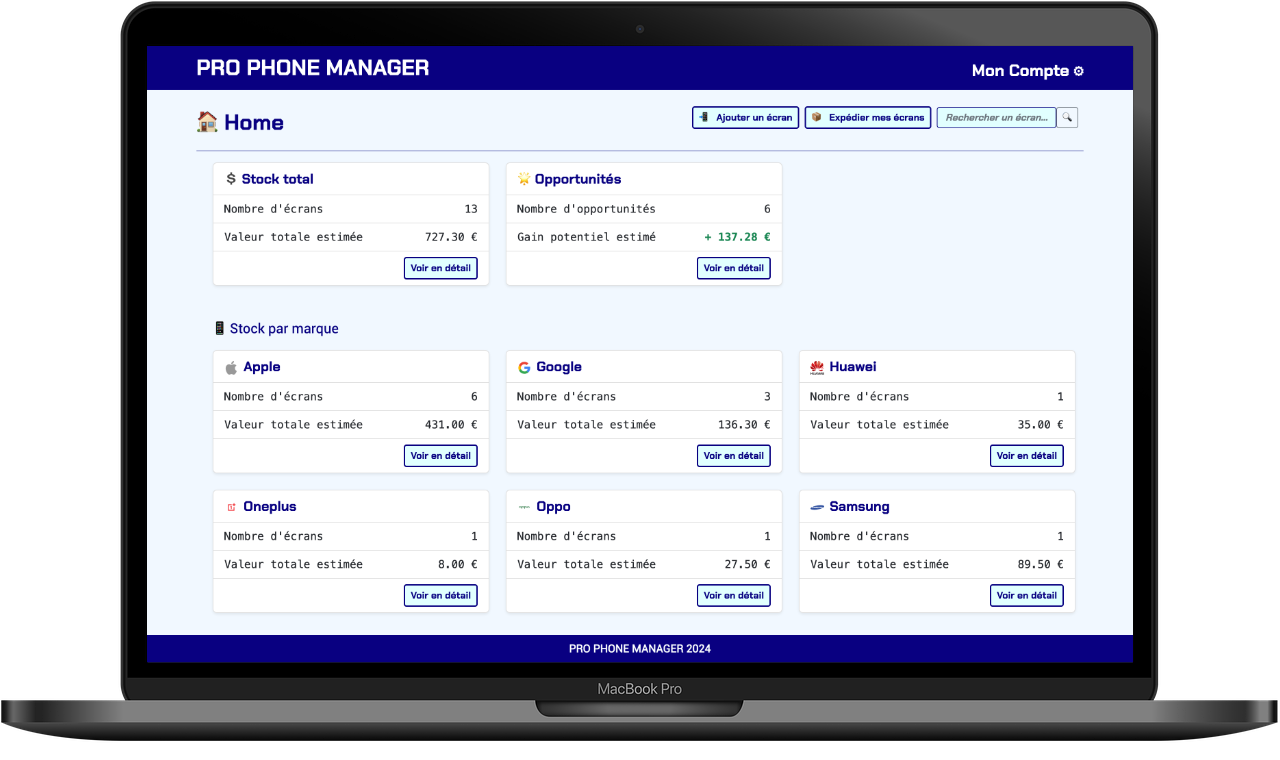 PRO PHONE MANAGER
Mon Compte
Home
Ajouter un écran
Expédier mes écrans
Rechercher un écran...
Stock total
Nombre d'écrans 13
Valeur totale estimée 727.30 €
Voir en détail
Opportunités
Nombre d'opportunités 6
Gain potentiel estimé + 137.28 €
Voir en détail
Stock par marque
Apple
Nombre d'écrans 6
Valeur totale estimée 431.00 €
Voir en détail
Google
Nombre d'écrans 3
Valeur totale estimée 136.30 €
Voir en détail
HUAWEI
Huawei
Nombre d'écrans 1
Valeur totale estimée 35.00 €
Voir en détail
Oneplus
Nombre d'écrans 1
Valeur totale estimée 8.00 €
Voir en détail
Oppo
Nombre d'écrans 1
Valeur totale estimée 27.50 €
Voir en détail
Samsung
Nombre d'écrans 1
Valeur totale estimée 89.50 €
Voir en détail
PRO PHONE MANAGER 2024
MacBook Pro